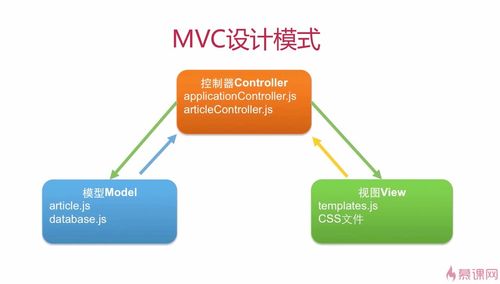 MVC设计模式
控制器Controller
applicationController.js
articleController.js
模型Model
article.js
database.js
视图View
templates.js
CSS文件
慕课网